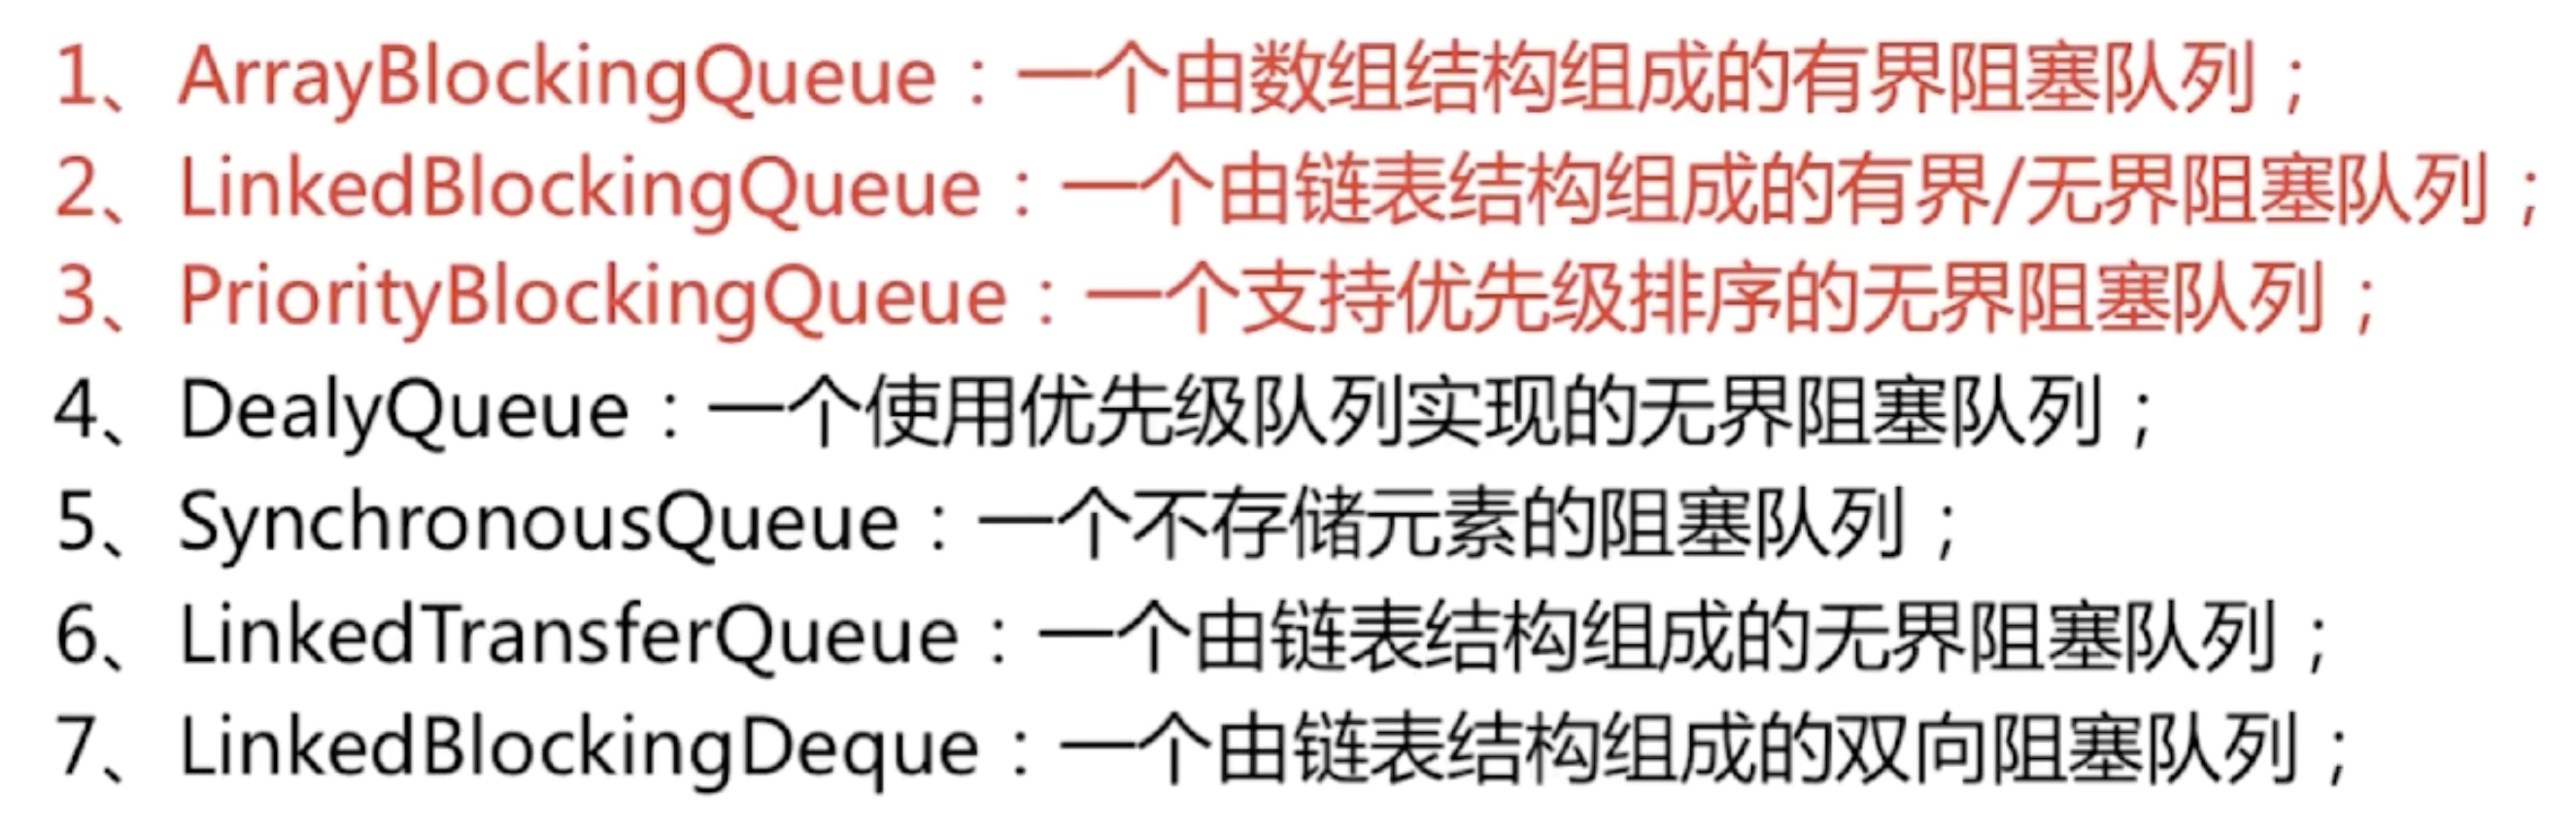 1、ArrayBlockingQueue：一个由数组结构组成的有界阻塞队列；
2、LinkedBlockingQueue：一个由链表结构组成的有界/无界阻塞队列；
3、PriorityBlockingQueue：一个支持优先级排序的无界阻塞队列；
4、DealyQueue：一个使用优先级队列实现的无界阻塞队列；
5、SynchronousQueue：一个不存储元素的阻塞队列；
6、LinkedTransferQueue：一个由链表结构组成的无界阻塞队列；
7、LinkedBlockingDeque：一个由链表结构组成的双向阻塞队列；